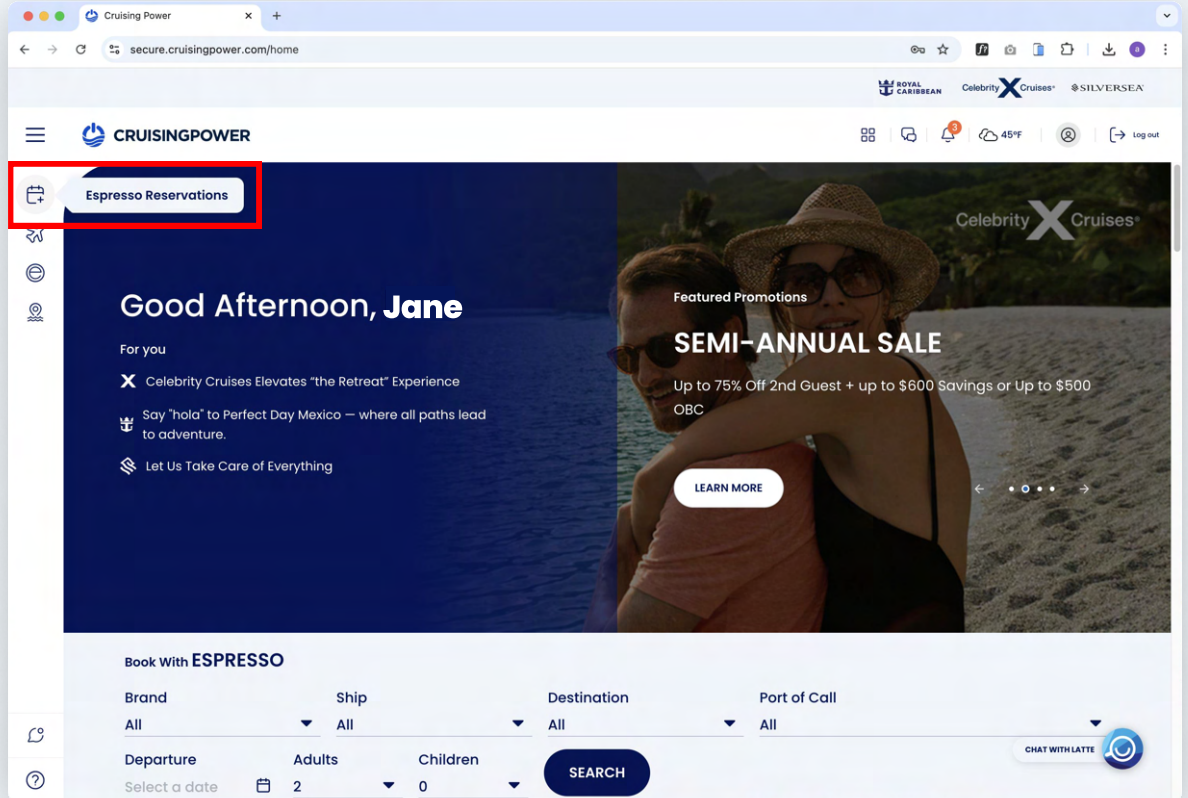 Cruising Power
secure.cruisingpower.com/home
a
ROYAL
CARIBBEAN
Celebrity X Cruises®
SILVERSEA
CRUISINGPOWER
3
45°F
Log out
Espresso Reservations
Celebrity X Cruises®
Good Afternoon, Jane
Featured Promotions
SEMI-ANNUAL SALE
For you
X Celebrity Cruises Elevates “the Retreat” Experience
Up to 75% Off 2nd Guest + up to $600 Savings or Up to $500
OBC
Say "hola" to Perfect Day Mexico — where all paths lead
to adventure.
Let Us Take Care of Everything
LEARN MORE
Book With ESPRESSO
Brand Ship Destination Port of Call
All All All All
CHAT WITH LATTE
Departure Adults Children
SEARCH
Select a date 2 0